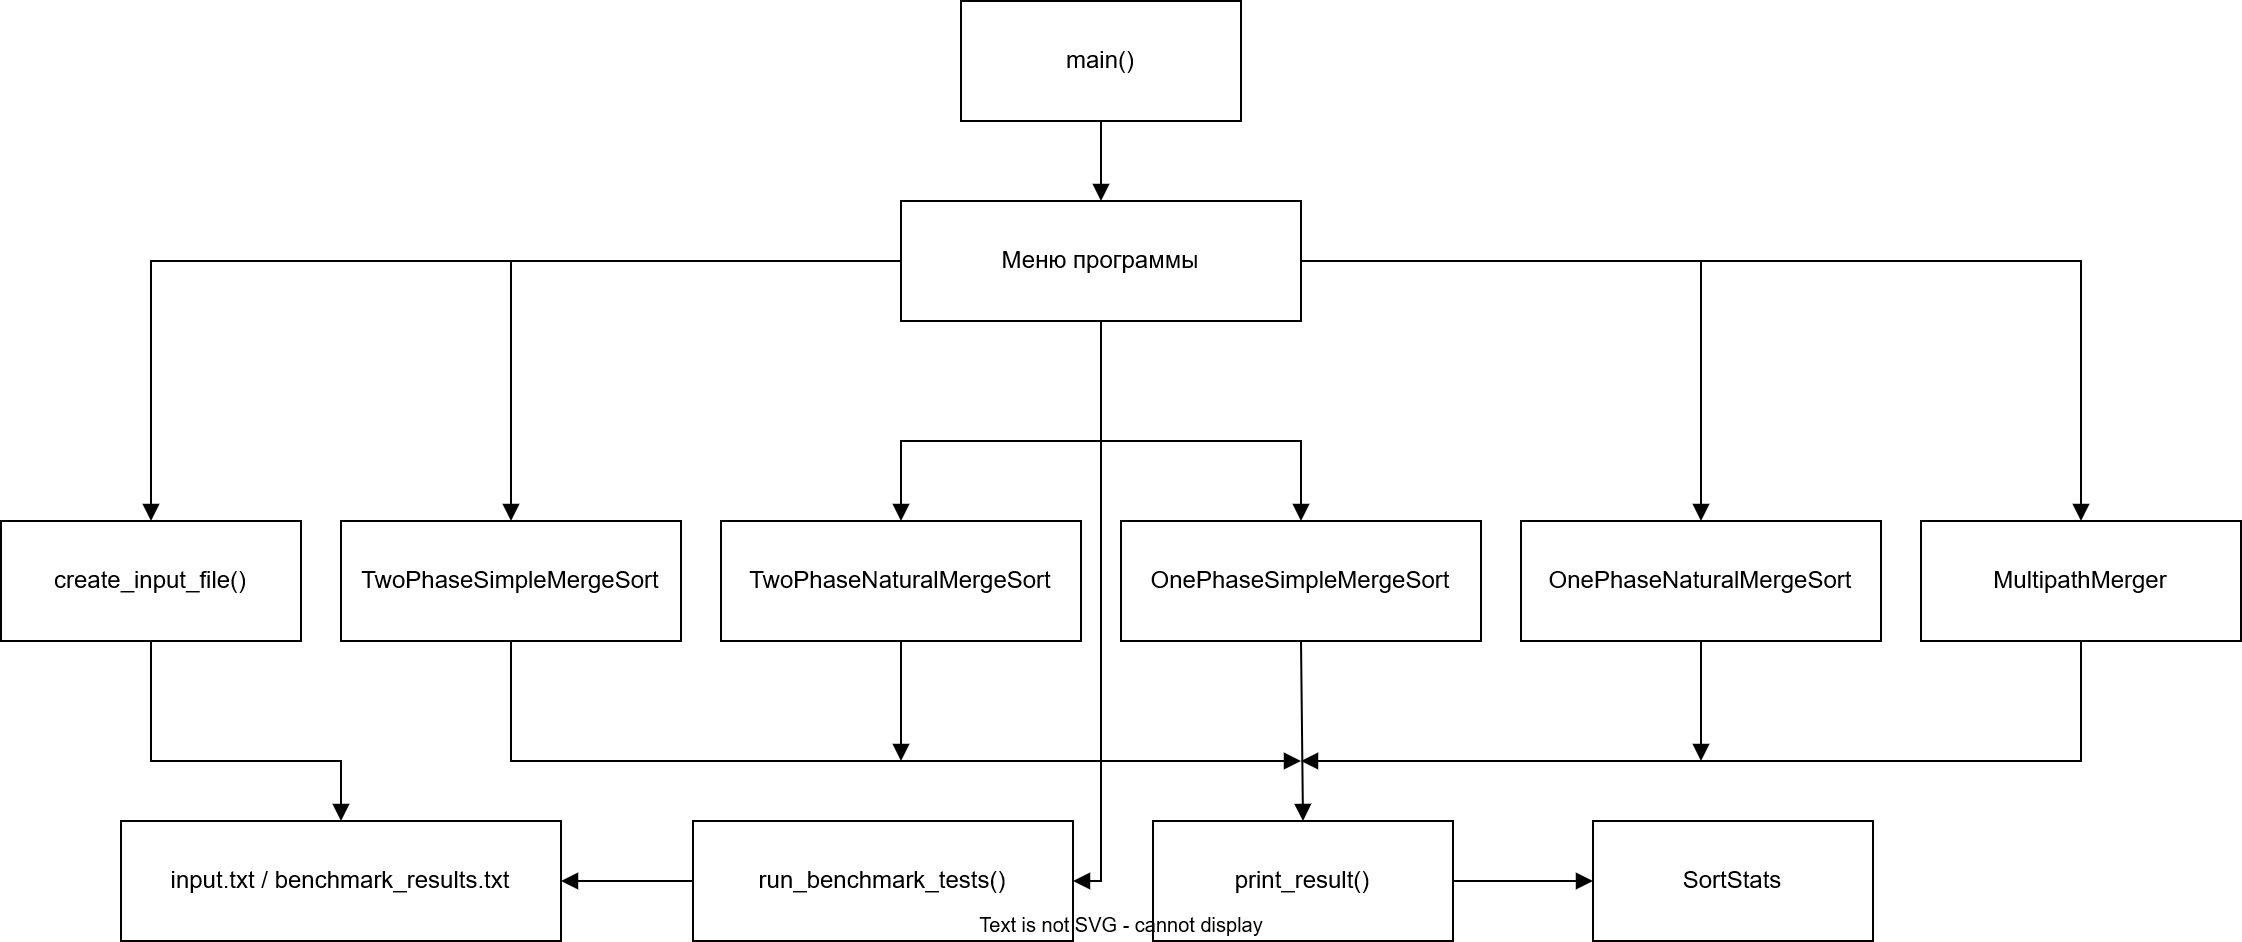 main()
Меню программы
create_input_file()
TwoPhaseSimpleMergeSort
TwoPhaseNaturalMergeSort
OnePhaseSimpleMergeSort
OnePhaseNaturalMergeSort
MultipathMerger
input.txt / benchmark_results.txt
run_benchmark_tests()
print_result()
SortStats
Text is not SVG - cannot display